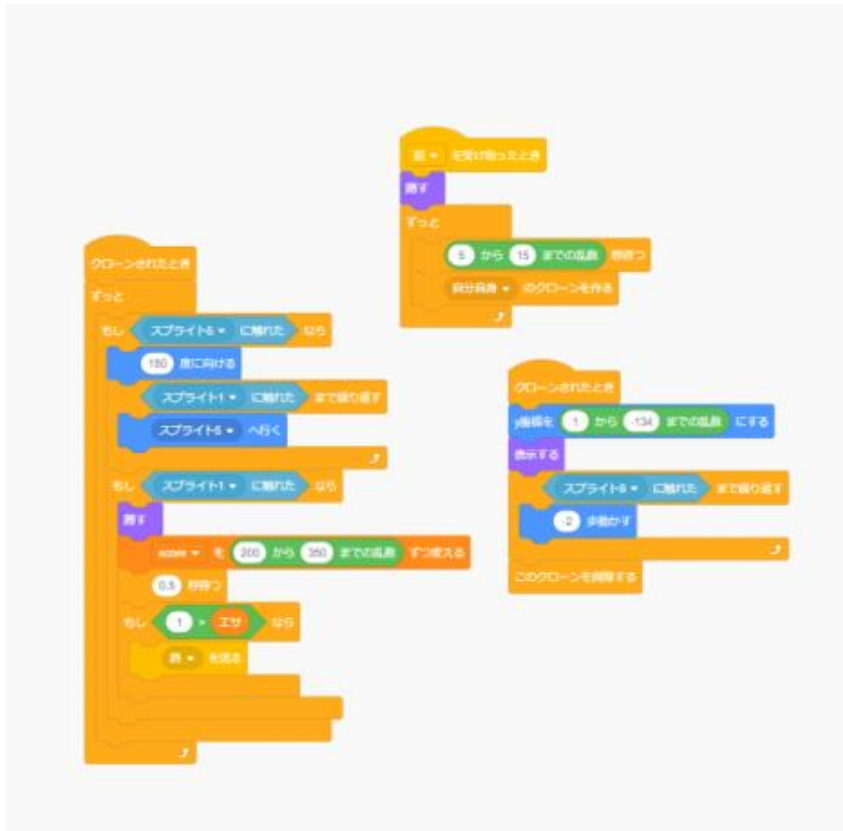 を受け取ったとき
隠す
ずっと
5 から 15 までの乱数 秒待つ
自分自身 のクローンを作る
クローンされたとき
ずっと
もし スプライト6 に触れた なら
180 度に向ける
スプライト1 に触れた まで繰り返す
スプライト6 へ行く
もし スプライト1 に触れた なら
隠す
score を 200 から 350 までの乱数 ずつ変える
0.5 秒待つ
もし 1 エサ なら
を送る
クローンされたとき
y座標を 1 から -134 までの乱数 にする
表示する
に触れた まで繰り返す
-2 歩動かす
このクローンを削除する